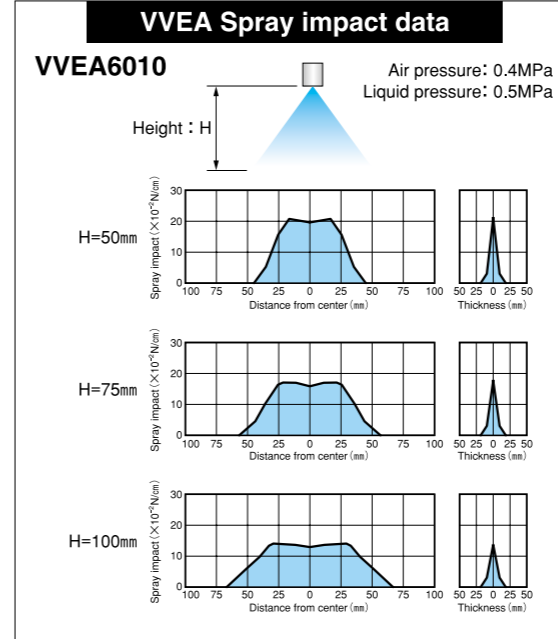 VVEA Spray impact data
VVEA6010
Air pressure: 0.4MPa
Liquid pressure: 0.5MPa
Height : H
H=50mm
Spray impact (×10⁻²N/cm)
30
20
10
0
100 75 50 25 0 25 50 75 100
Distance from center (mm)
50 25 0 25 50
Thickness (mm)
H=75mm
Spray impact (×10⁻²N/cm)
30
20
10
0
100 75 50 25 0 25 50 75 100
Distance from center (mm)
50 25 0 25 50
Thickness (mm)
H=100mm
Spray impact (×10⁻²N/cm)
30
20
10
0
100 75 50 25 0 25 50 75 100
Distance from center (mm)
50 25 0 25 50
Thickness (mm)